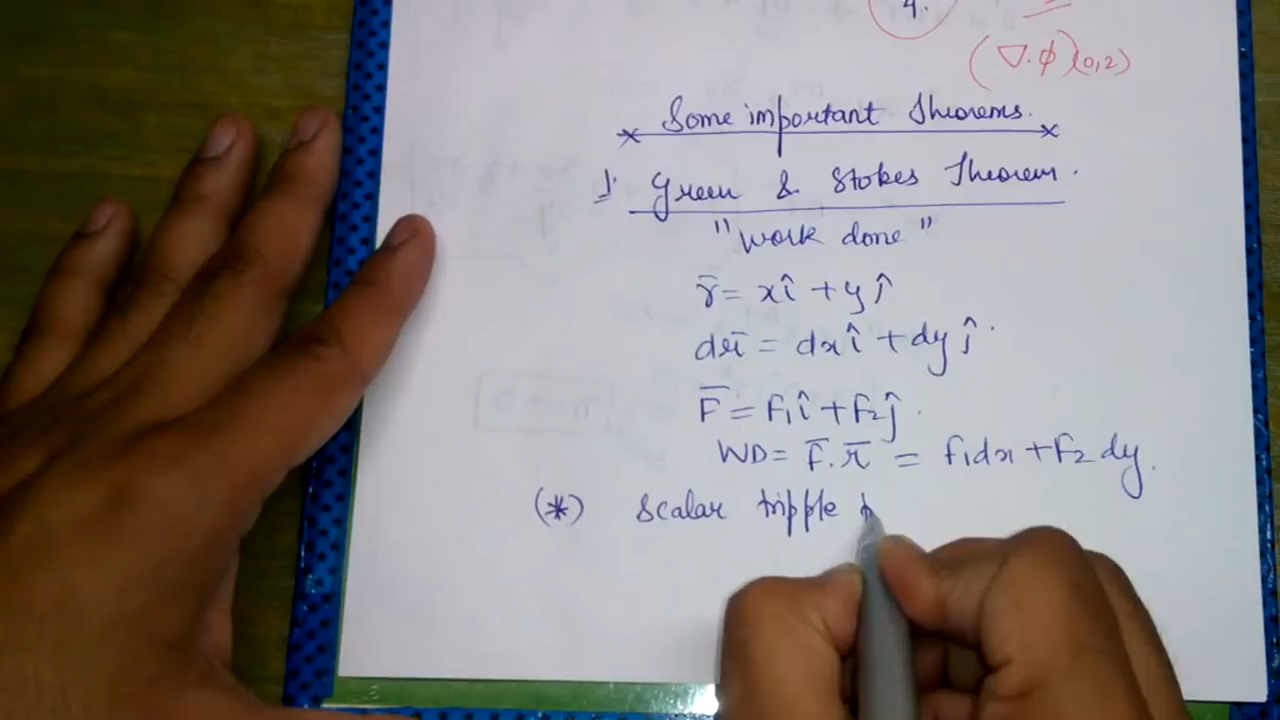 4.
(∇.φ)(0,2)
Some important Theorems.
1. Green & Stokes Theorem.
"Work done"
r̄ = xî + yĵ
dr̄ = dxî + dyĵ
F̄ = F₁î + F₂ĵ.
WD = F̄.r̄ = F₁dx + F₂dy.
(*) Scalar tripple